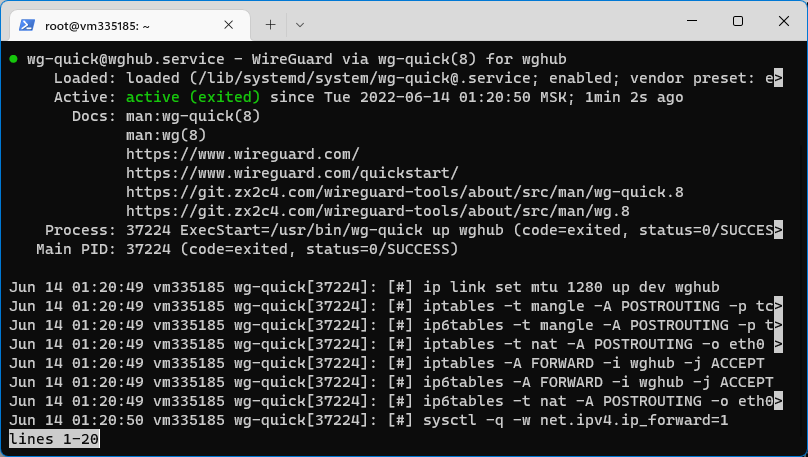 root@vm335185: ~
● wg-quick@wghub.service - WireGuard via wg-quick(8) for wghub
Loaded: loaded (/lib/systemd/system/wg-quick@.service; enabled; vendor preset: e>
Active: active (exited) since Tue 2022-06-14 01:20:50 MSK; 1min 2s ago
Docs: man:wg-quick(8)
man:wg(8)
https://www.wireguard.com/
https://www.wireguard.com/quickstart/
https://git.zx2c4.com/wireguard-tools/about/src/man/wg-quick.8
https://git.zx2c4.com/wireguard-tools/about/src/man/wg.8
Process: 37224 ExecStart=/usr/bin/wg-quick up wghub (code=exited, status=0/SUCCES>
Main PID: 37224 (code=exited, status=0/SUCCESS)
Jun 14 01:20:49 vm335185 wg-quick[37224]: [#] ip link set mtu 1280 up dev wghub
Jun 14 01:20:49 vm335185 wg-quick[37224]: [#] iptables -t mangle -A POSTROUTING -p tc>
Jun 14 01:20:49 vm335185 wg-quick[37224]: [#] ip6tables -t mangle -A POSTROUTING -p t>
Jun 14 01:20:49 vm335185 wg-quick[37224]: [#] iptables -t nat -A POSTROUTING -o eth0 >
Jun 14 01:20:49 vm335185 wg-quick[37224]: [#] iptables -A FORWARD -i wghub -j ACCEPT
Jun 14 01:20:49 vm335185 wg-quick[37224]: [#] ip6tables -A FORWARD -i wghub -j ACCEPT
Jun 14 01:20:49 vm335185 wg-quick[37224]: [#] ip6tables -t nat -A POSTROUTING -o eth0>
Jun 14 01:20:50 vm335185 wg-quick[37224]: [#] sysctl -q -w net.ipv4.ip_forward=1
lines 1-20